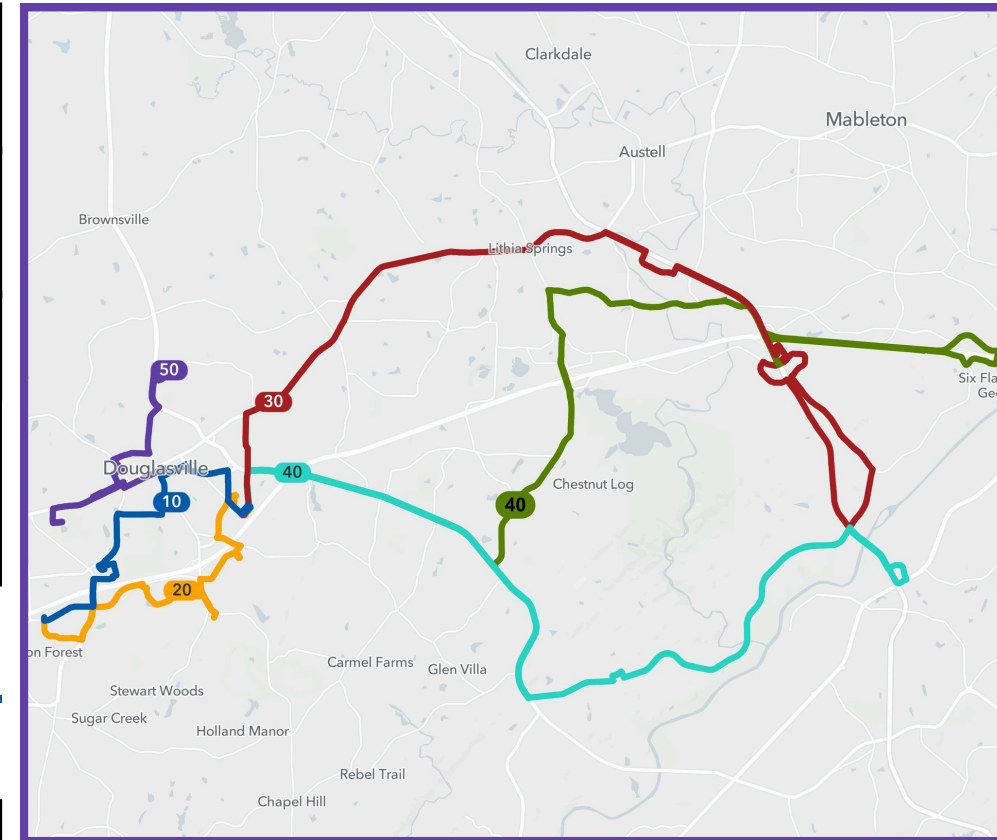 Clarkdale
Mableton
Austell
Brownsville
Lithia Springs
50
Six Fla
Geo
30
Douglasville
40
Chestnut Log
10
40
20
on Forest
Carmel Farms
Glen Villa
Stewart Woods
Sugar Creek
Holland Manor
Rebel Trail
Chapel Hill